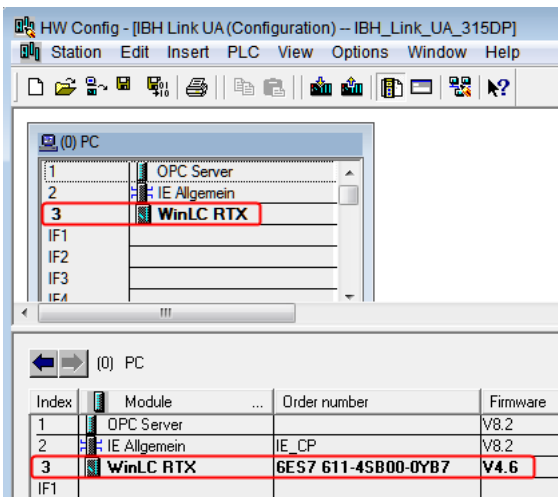 HW Config - [IBH Link UA (Configuration) -- IBH_Link_UA_315DP]
Station Edit Insert PLC View Options Window Help
(0) PC
1 OPC Server
2 IE Allgemein
3 WinLC RTX
IF1
IF2
IF3
IF4
(0) PC
Index Module ... Order number Firmware
1 OPC Server V8.2
2 IE Allgemein IE_CP V8.2
3 WinLC RTX 6ES7 611-4SB00-0YB7 V4.6
IF1